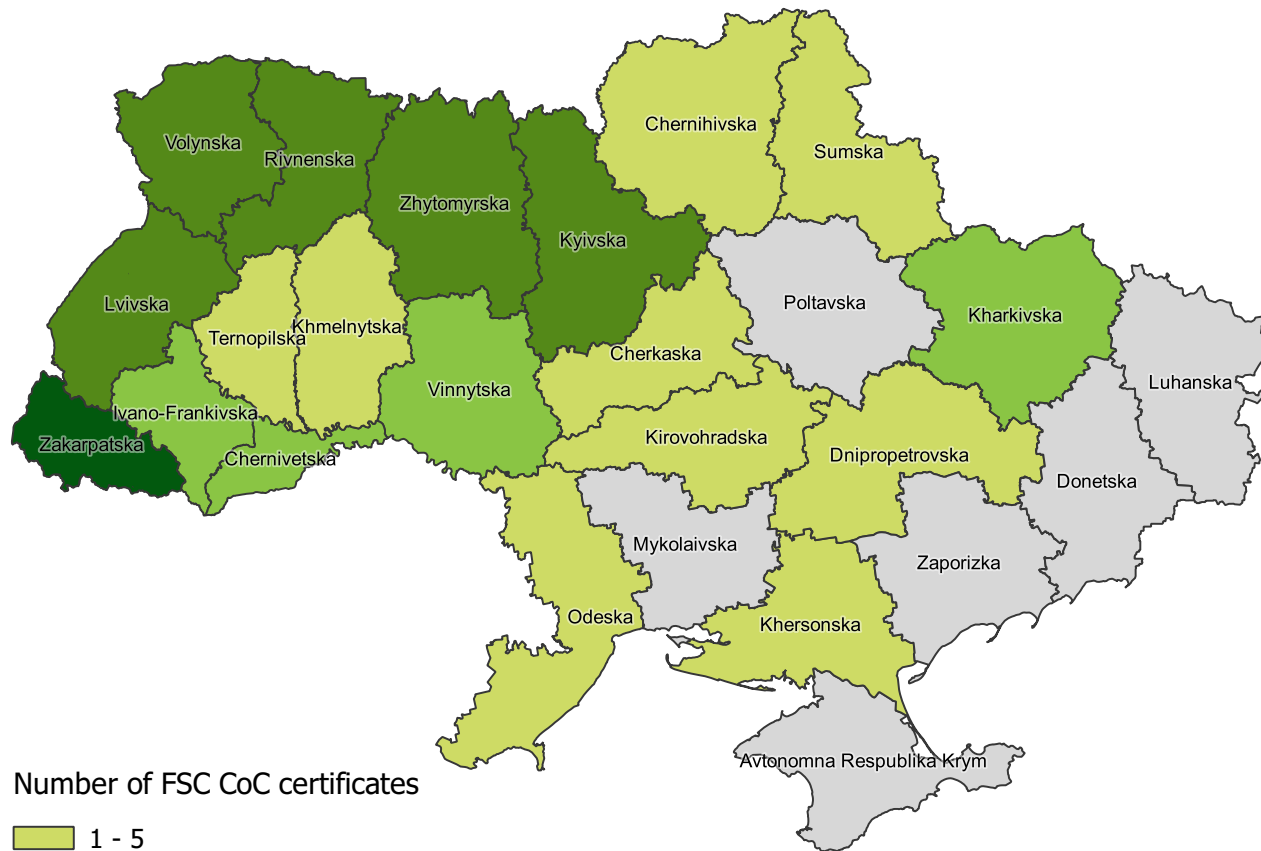 Chernihivska
Sumska
Volynska
Rivnenska
Zhytomyrska
Kyivska
Lvivska
Ternopilska
Khmelnytska
Poltavska
Kharkivska
Cherkaska
Vinnytska
Luhanska
Ivano-Frankivska
Zakarpatska
Chernivetska
Kirovohradska
Dnipropetrovska
Donetska
Mykolaivska
Zaporizka
Odeska
Khersonska
Avtonomna Respublika Krym
Number of FSC CoC certificates
1 - 5